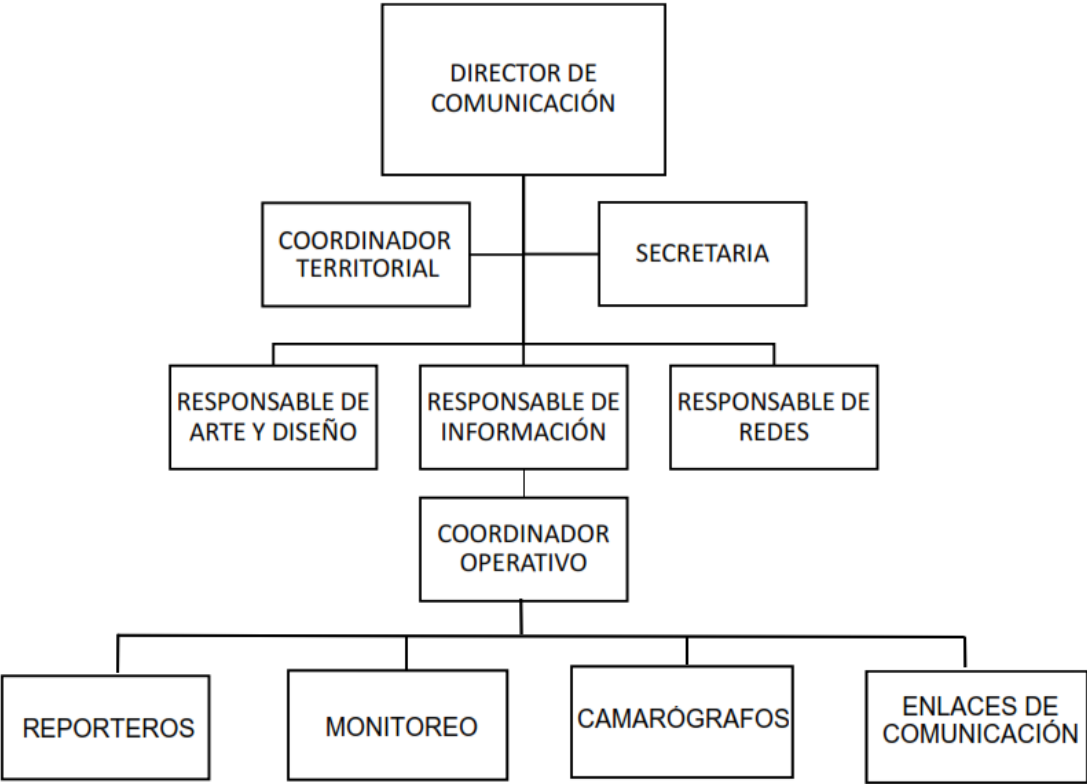 DIRECTOR DE
COMUNICACIÓN
COORDINADOR
TERRITORIAL
SECRETARIA
RESPONSABLE DE
ARTE Y DISEÑO
RESPONSABLE DE
INFORMACIÓN
RESPONSABLE DE
REDES
COORDINADOR
OPERATIVO
REPORTEROS
MONITOREO
CAMARÓGRAFOS
ENLACES DE
COMUNICACIÓN